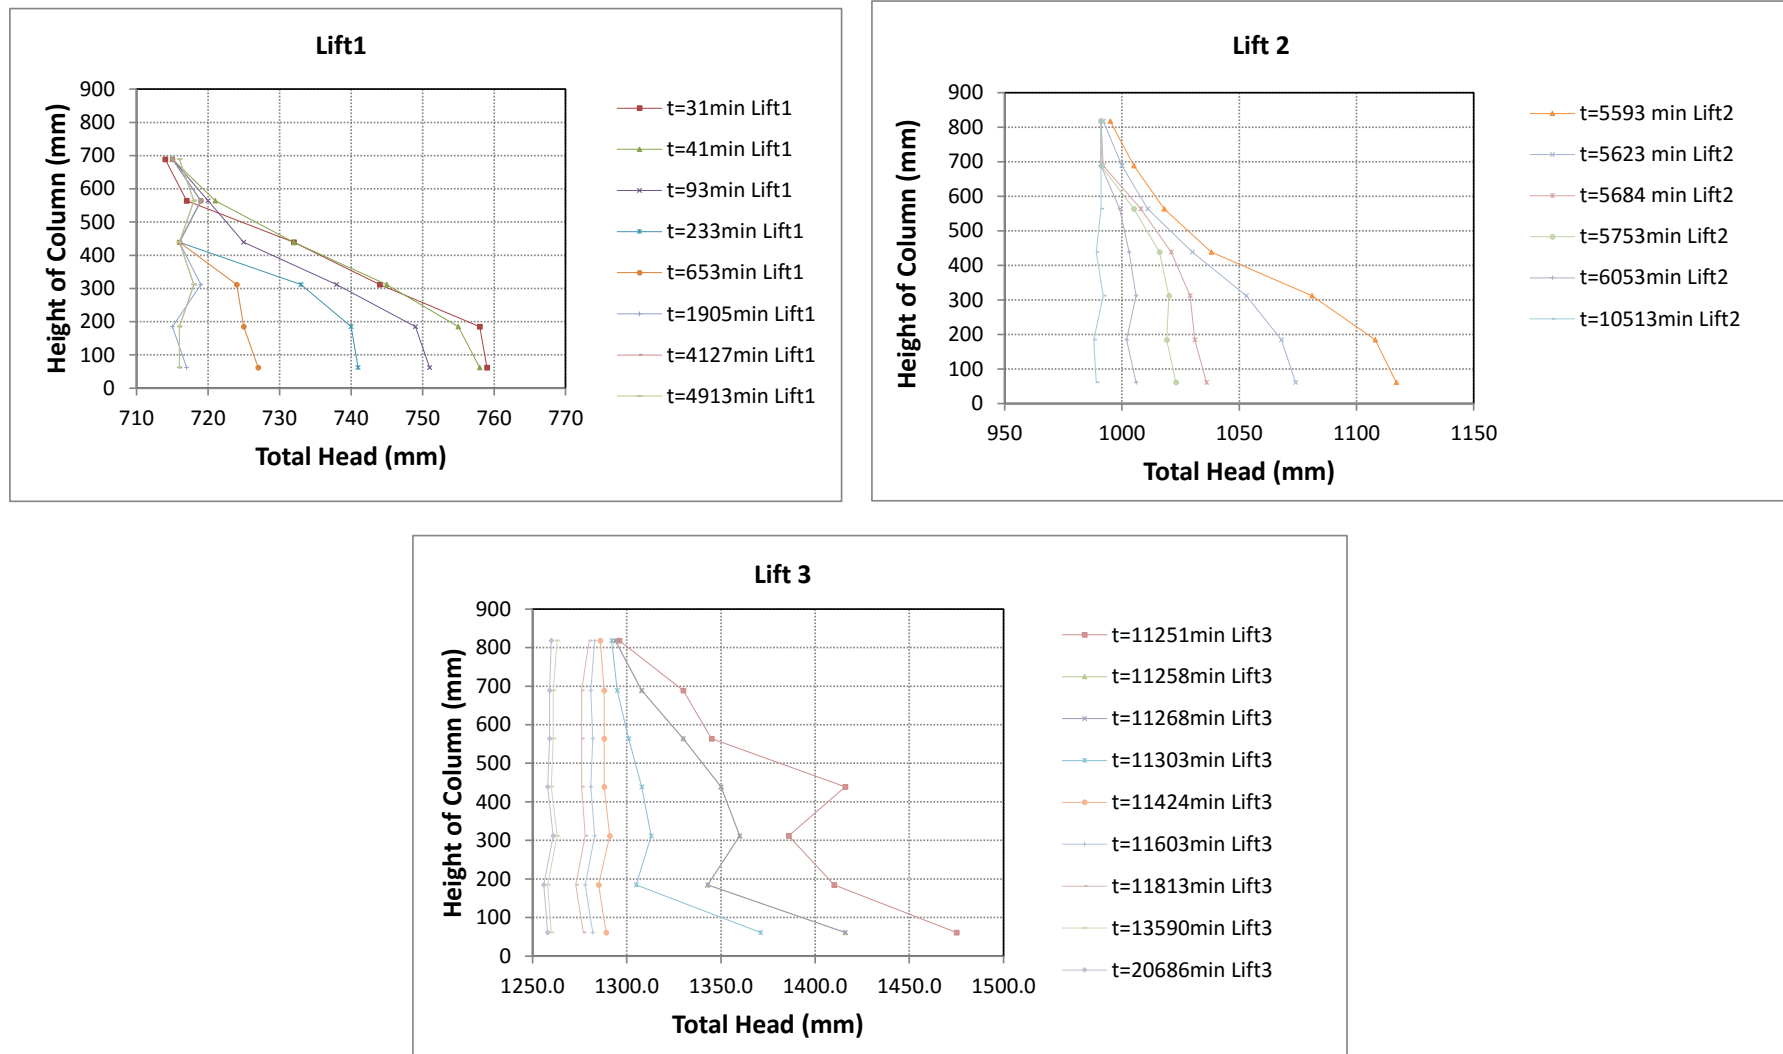 Lift1
Height of Column (mm)
900
800
700
600
500
400
300
200
100
0
710 720 730 740 750 760 770
Total Head (mm)
t=31min Lift1
t=41min Lift1
t=93min Lift1
t=233min Lift1
t=653min Lift1
t=1905min Lift1
t=4127min Lift1
t=4913min Lift1
Lift 2
Height of Column (mm)
900
800
700
600
500
400
300
200
100
0
950 1000 1050 1100 1150
Total Head (mm)
t=5593 min Lift2
t=5623 min Lift2
t=5684 min Lift2
t=5753min Lift2
t=6053min Lift2
t=10513min Lift2
Lift 3
Height of Column (mm)
900
800
700
600
500
400
300
200
100
0
1250.0 1300.0 1350.0 1400.0 1450.0 1500.0
Total Head (mm)
t=11251min Lift3
t=11258min Lift3
t=11268min Lift3
t=11303min Lift3
t=11424min Lift3
t=11603min Lift3
t=11813min Lift3
t=13590min Lift3
t=20686min Lift3